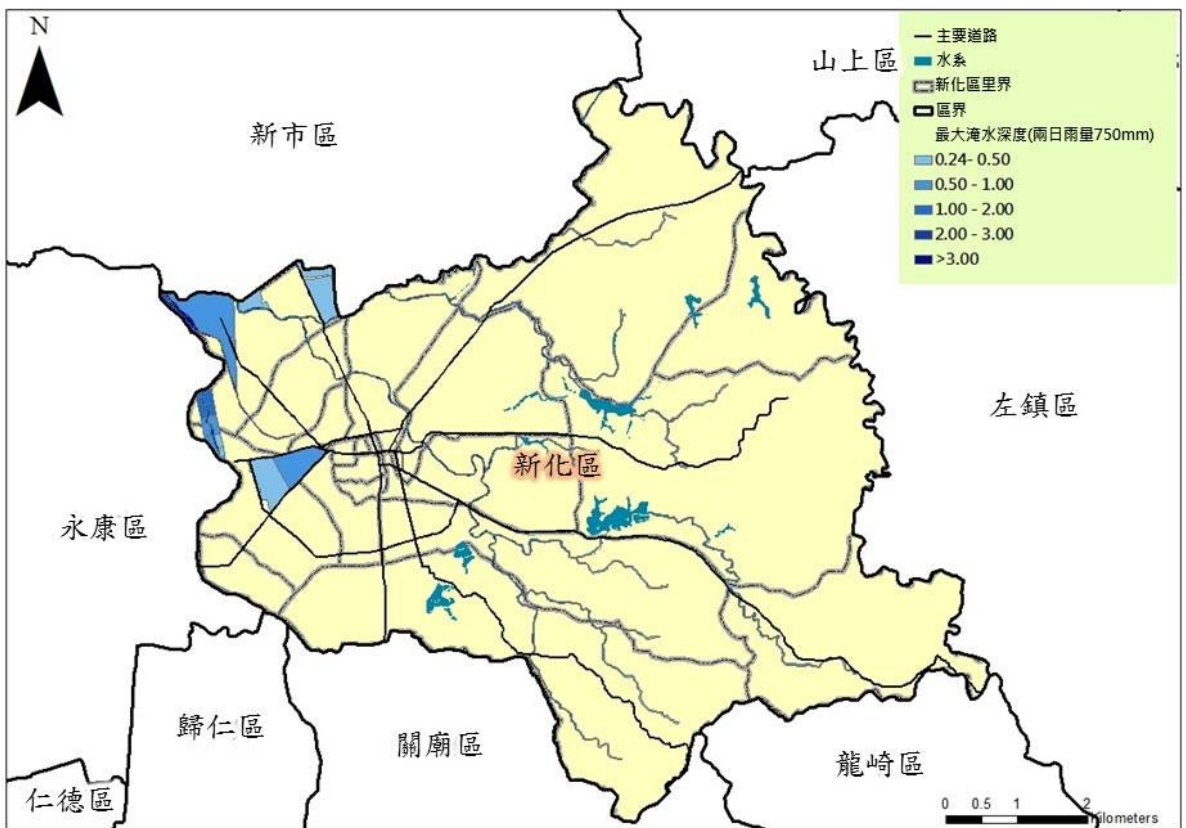 N
主要道路
水系
新化區里界
區界
最大淹水深度(兩日雨量750mm)
0.24- 0.50
0.50 - 1.00
1.00 - 2.00
2.00 - 3.00
>3.00
山上區
新市區
左鎮區
新化區
永康區
歸仁區
關廟區
龍崎區
仁德區
0 0.5 1 2
Kilometers